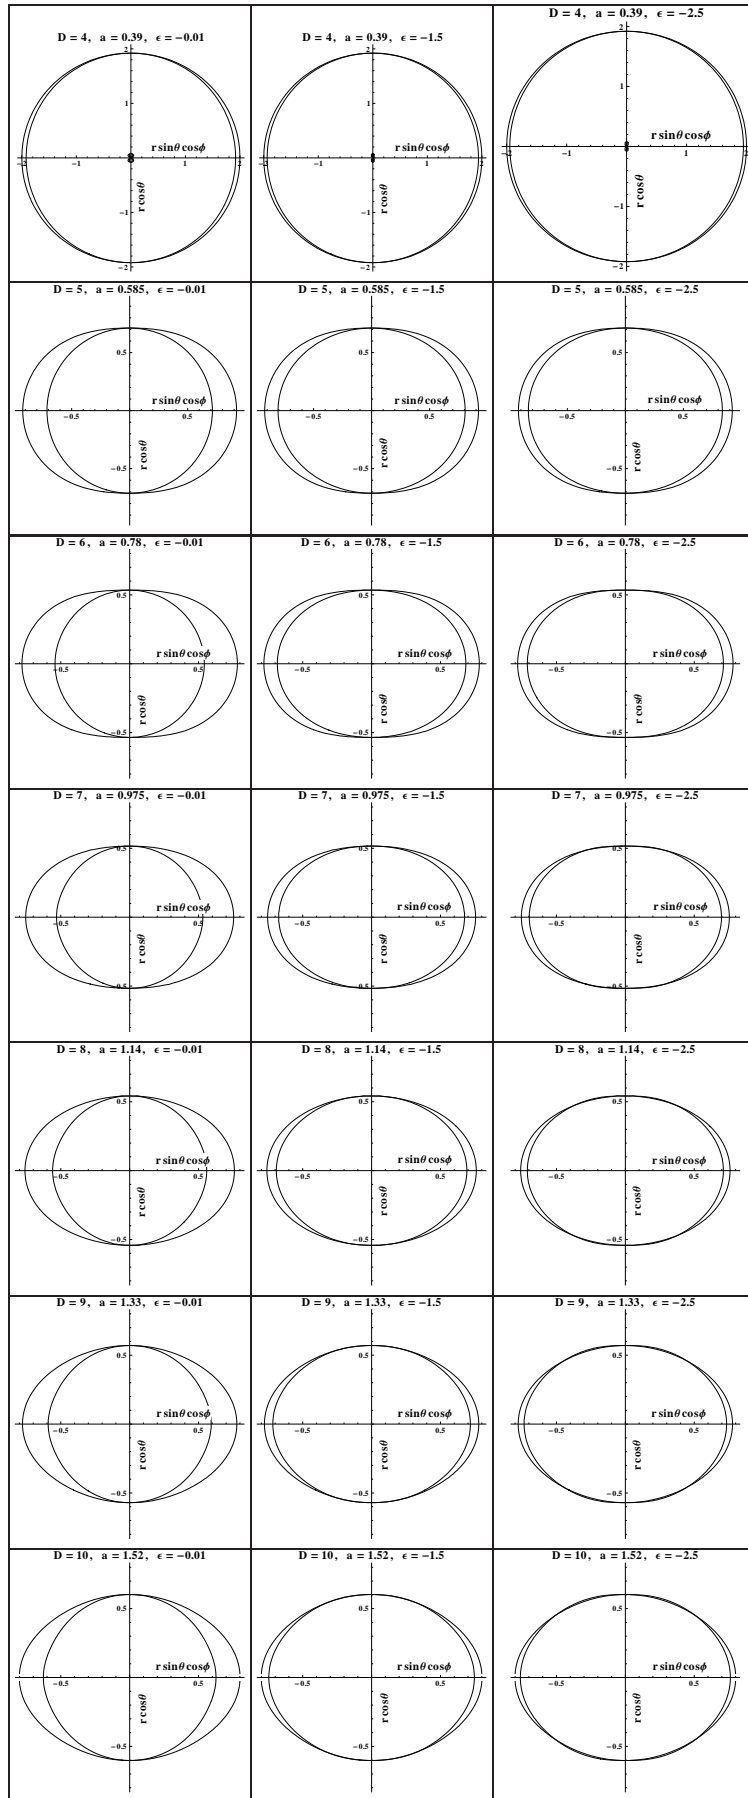 D = 4, a = 0.39, ϵ = −0.01
2
1
r sinθ cosϕ
−2 −1 1 2
r cosθ
−1
−2
D = 4, a = 0.39, ϵ = −1.5
2
1
r sinθ cosϕ
−2 −1 1 2
r cosθ
−1
−2
D = 4, a = 0.39, ϵ = −2.5
2
1
r sinθ cosϕ
−2 −1 1 2
r cosθ
−1
−2
D = 5, a = 0.585, ϵ = −0.01
0.5
r sinθ cosϕ
−0.5 0.5
r cosθ
−0.5
D = 5, a = 0.585, ϵ = −1.5
0.5
r sinθ cosϕ
−0.5 0.5
r cosθ
−0.5
D = 5, a = 0.585, ϵ = −2.5
0.5
r sinθ cosϕ
−0.5 0.5
r cosθ
−0.5
D = 6, a = 0.78, ϵ = −0.01
0.5
r sinθ cosϕ
−0.5 0.5
r cosθ
−0.5
D = 6, a = 0.78, ϵ = −1.5
0.5
r sinθ cosϕ
−0.5 0.5
r cosθ
−0.5
D = 6, a = 0.78, ϵ = −2.5
0.5
r sinθ cosϕ
−0.5 0.5
r cosθ
−0.5
D = 7, a = 0.975, ϵ = −0.01
0.5
r sinθ cosϕ
−0.5 0.5
r cosθ
−0.5
D = 7, a = 0.975, ϵ = −1.5
0.5
r sinθ cosϕ
−0.5 0.5
r cosθ
−0.5
D = 7, a = 0.975, ϵ = −2.5
0.5
r sinθ cosϕ
−0.5 0.5
r cosθ
−0.5
D = 8, a = 1.14, ϵ = −0.01
0.5
r sinθ cosϕ
−0.5 0.5
r cosθ
−0.5
D = 8, a = 1.14, ϵ = −1.5
0.5
r sinθ cosϕ
−0.5 0.5
r cosθ
−0.5
D = 8, a = 1.14, ϵ = −2.5
0.5
r sinθ cosϕ
−0.5 0.5
r cosθ
−0.5
D = 9, a = 1.33, ϵ = −0.01
0.5
r sinθ cosϕ
−0.5 0.5
r cosθ
−0.5
D = 9, a = 1.33, ϵ = −1.5
0.5
r sinθ cosϕ
−0.5 0.5
r cosθ
−0.5
D = 9, a = 1.33, ϵ = −2.5
0.5
r sinθ cosϕ
−0.5 0.5
r cosθ
−0.5
D = 10, a = 1.52, ϵ = −0.01
0.5
r sinθ cosϕ
−0.5 0.5
r cosθ
−0.5
D = 10, a = 1.52, ϵ = −1.5
0.5
r sinθ cosϕ
−0.5 0.5
r cosθ
−0.5
D = 10, a = 1.52, ϵ = −2.5
0.5
r sinθ cosϕ
−0.5 0.5
r cosθ
−0.5